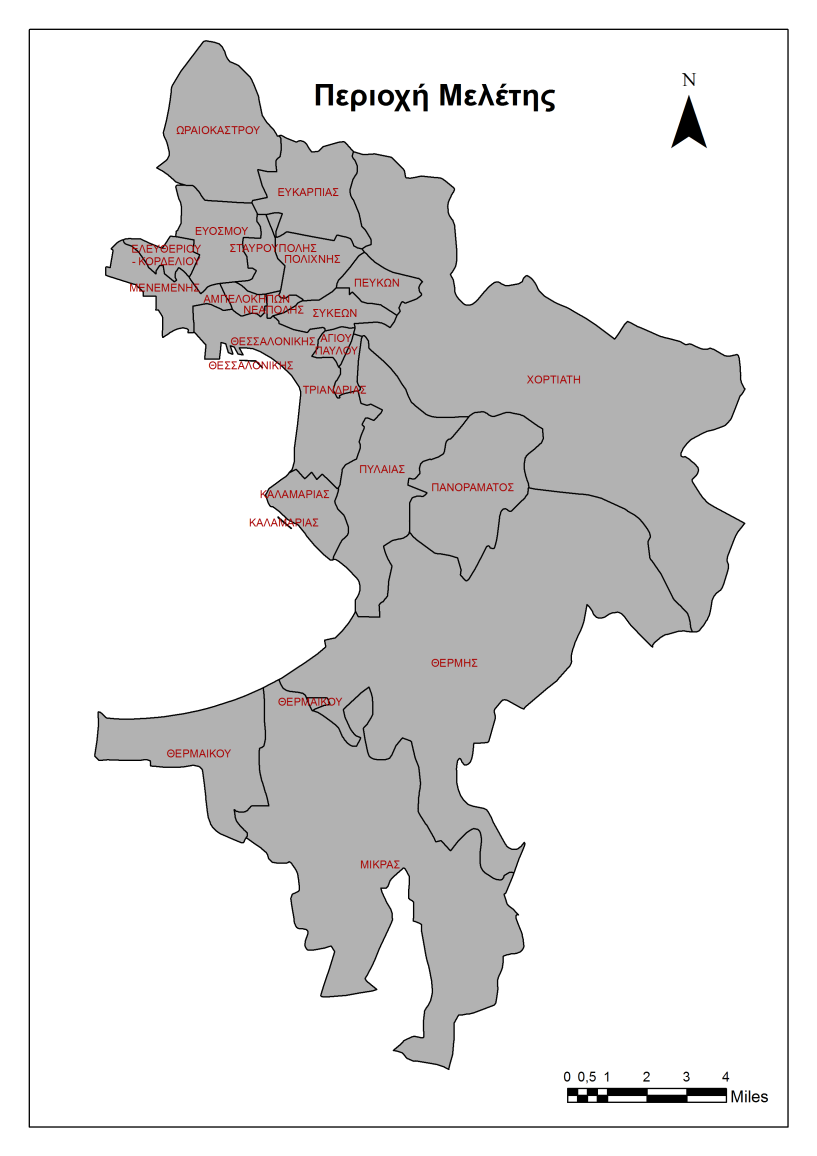 Περιοχή Μελέτης
N
ΩΡΑΙΟΚΑΣΤΡΟΥ
ΕΥΚΑΡΠΙΑΣ
ΕΥΟΣΜΟΥ
ΕΛΕΥΘΕΡΙΟΥ
- ΚΟΡΔΕΛΙΟΥ
ΣΤΑΥΡΟΥΠΟΛΗΣ
ΠΟΛΙΧΝΗΣ
ΠΕΥΚΩΝ
ΜΕΝΕΜΕΝΗΣ
ΑΜΠΕΛΟΚΗΠΩΝ
ΝΕΑΠΟΛΗΣ
ΣΥΚΕΩΝ
ΘΕΣΣΑΛΟΝΙΚΗΣ
ΑΓΙΟΥ
ΠΑΥΛΟΥ
ΘΕΣΣΑΛΟΝΙΚΗΣ
ΧΟΡΤΙΑΤΗ
ΤΡΙΑΝΔΡΙΑΣ
ΠΥΛΑΙΑΣ
ΠΑΝΟΡΑΜΑΤΟΣ
ΚΑΛΑΜΑΡΙΑΣ
ΚΑΛΑΜΑΡΙΑΣ
ΘΕΡΜΗΣ
ΘΕΡΜΑΙΚΟΥ
ΘΕΡΜΑΙΚΟΥ
ΜΙΚΡΑΣ
0 0,5 1 2 3 4
Miles